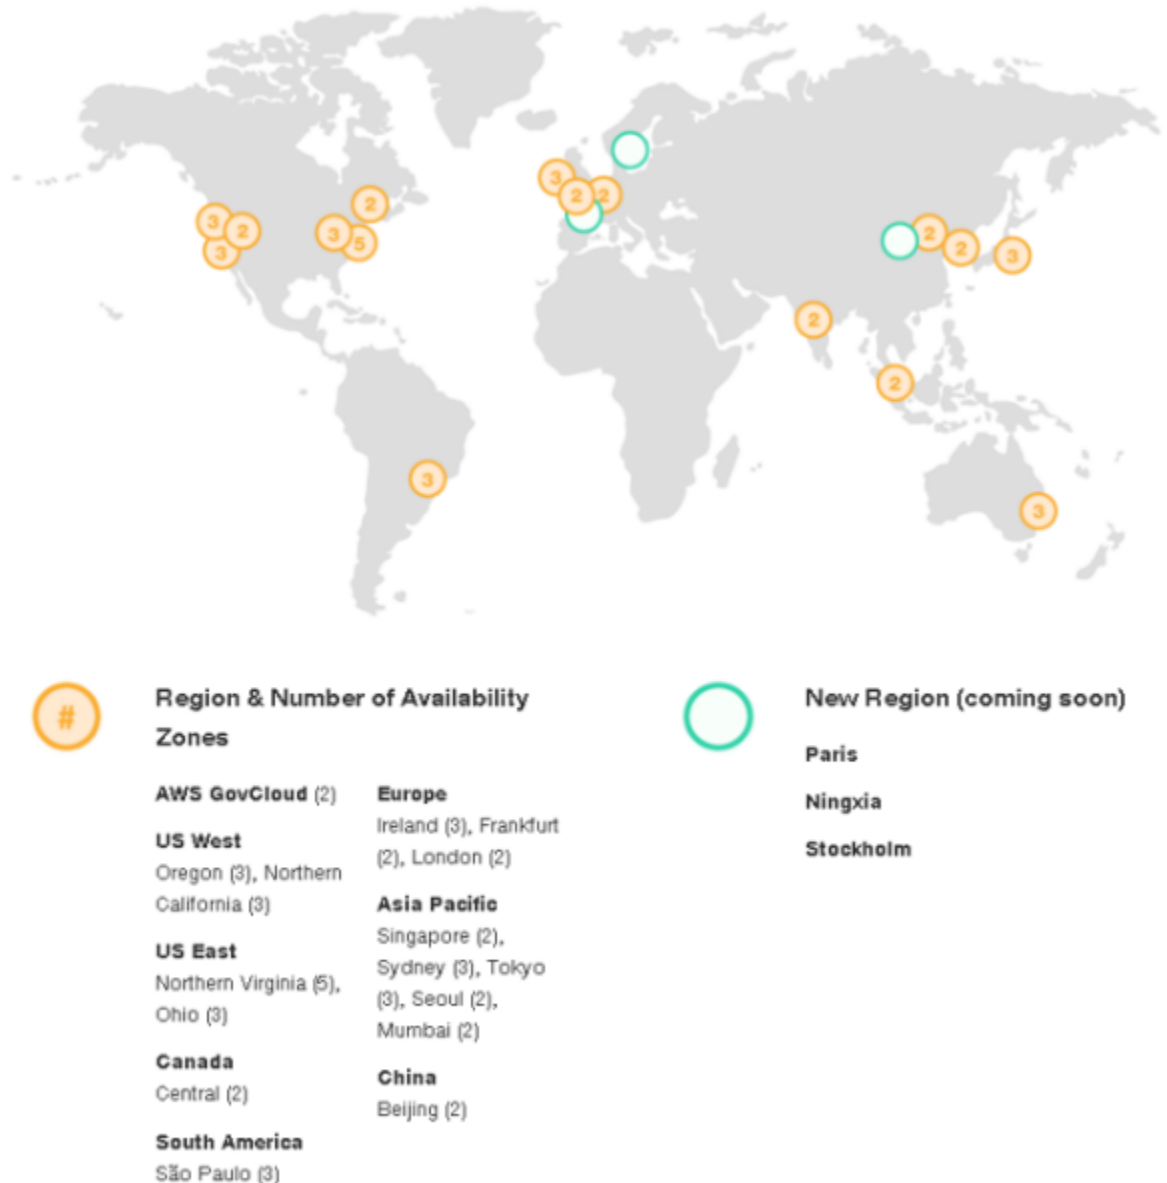 2
3
2
3
3
5
3
2
2
2
2
3
2
2
3
3
#
Region & Number of Availability
Zones
AWS GovCloud (2)
US West
Oregon (3), Northern
California (3)
US East
Northern Virginia (5),
Ohio (3)
Canada
Central (2)
South America
São Paulo (3)
Europe
Ireland (3), Frankfurt
(2), London (2)
Asia Pacific
Singapore (2),
Sydney (3), Tokyo
(3), Seoul (2),
Mumbai (2)
China
Beijing (2)
New Region (coming soon)
Paris
Ningxia
Stockholm